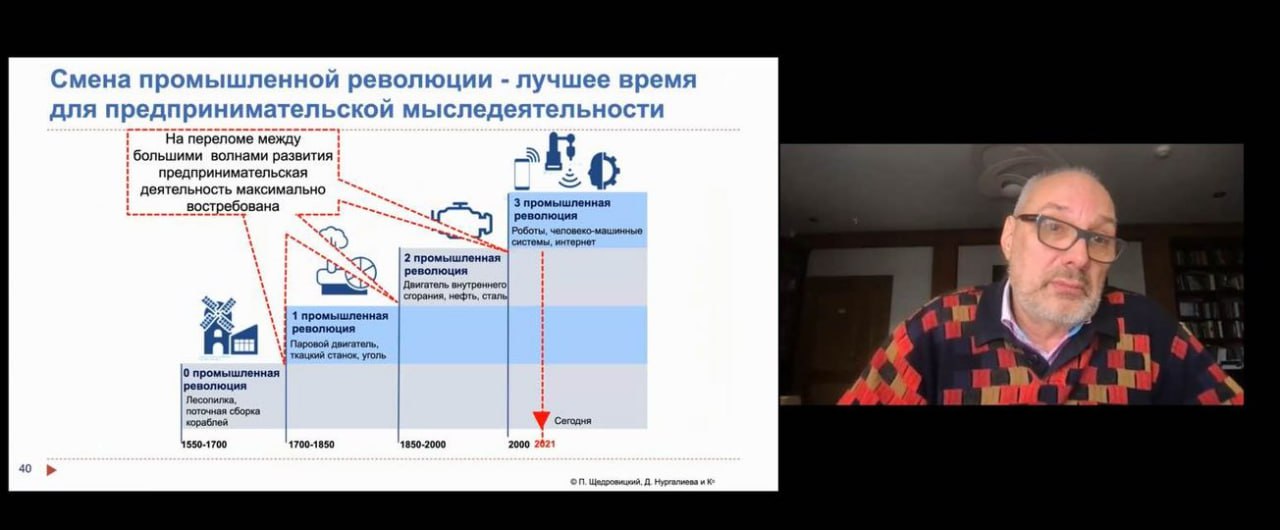 Смена промышленной революции - лучшее время
для предпринимательской мыследеятельности
На переломе между
большими волнами развития
предпринимательская
деятельность максимально
востребована
3 промышленная
революция
Роботы, человеко-машинные
системы, интернет
2 промышленная
революция
Двигатель внутреннего
сгорания, нефть, сталь
1 промышленная
революция
Паровой двигатель,
ткацкий станок, уголь
0 промышленная
революция
Лесопилка,
поточная сборка
кораблей
Сегодня
1550-1700
1700-1850
1850-2000
2000
2021
40
© П. Щедровицкий, Д. Нургалиева и Кº